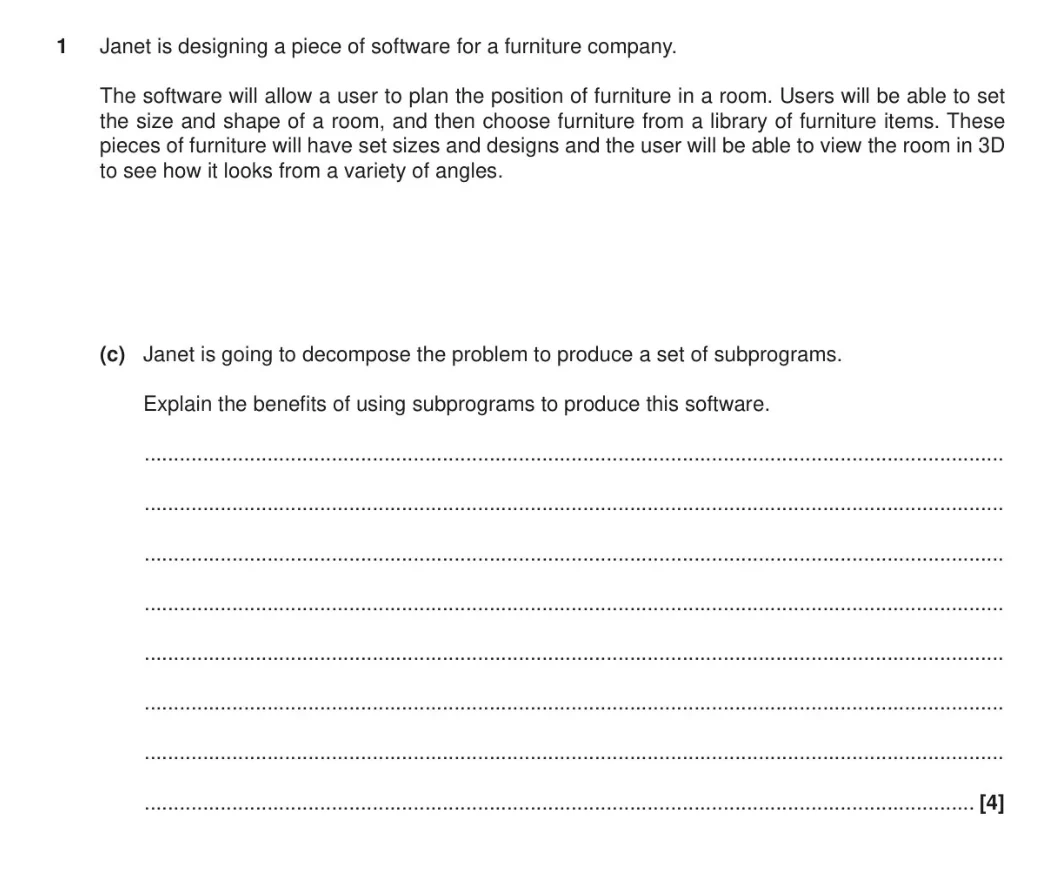 1 Janet is designing a piece of software for a furniture company.
The software will allow a user to plan the position of furniture in a room. Users will be able to set
the size and shape of a room, and then choose furniture from a library of furniture items. These
pieces of furniture will have set sizes and designs and the user will be able to view the room in 3D
to see how it looks from a variety of angles.
(c) Janet is going to decompose the problem to produce a set of subprograms.
Explain the benefits of using subprograms to produce this software.
[4]